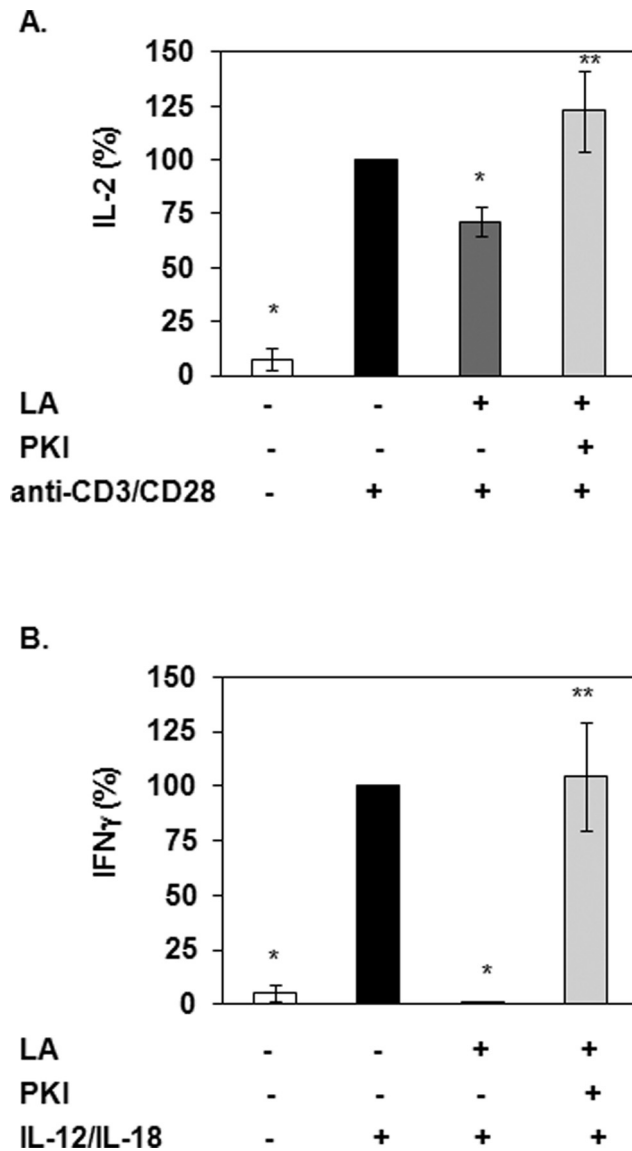 A.
150
**
125
100
*
75
50
25
*
0
IL-2 (%)
LA - - + +
PKI - - - +
anti-CD3/CD28 - + + +
B.
150
**
125
100
75
50
25
* *
0
IFNγ (%)
LA - - + +
PKI - - - +
IL-12/IL-18 - + + +